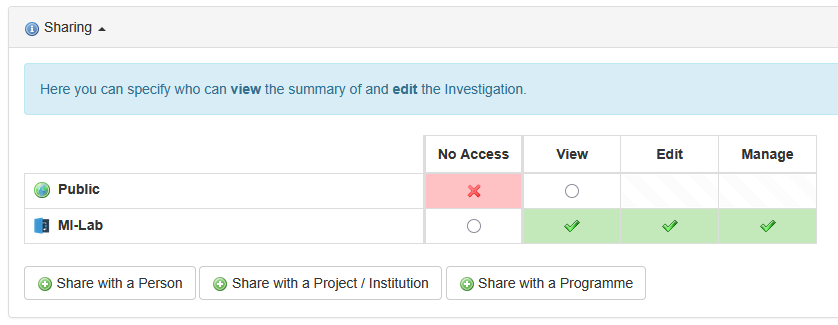 Sharing
Here you can specify who can view the summary of and edit the Investigation.
No Access View Edit Manage
Public
MI-Lab
Share with a Person Share with a Project / Institution Share with a Programme